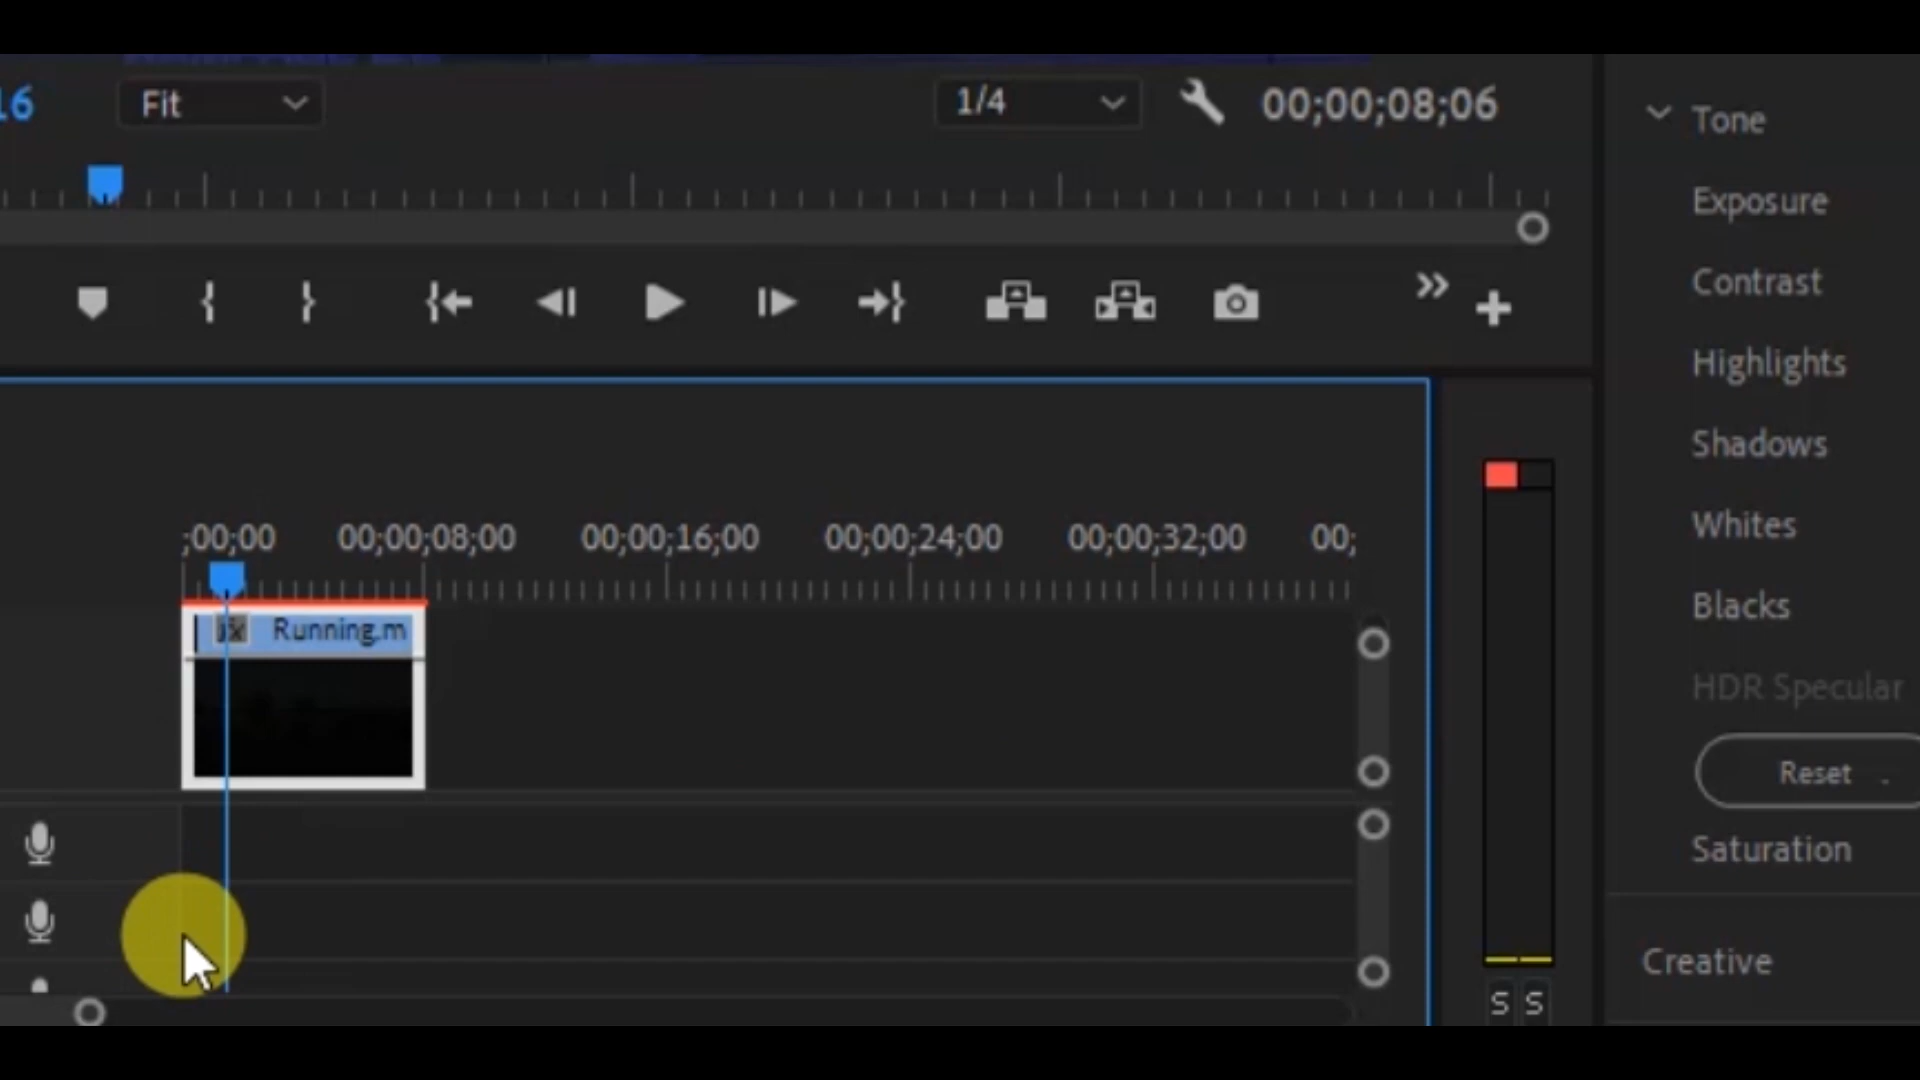 16 Fit 1/4 00;00;08;06
Tone
Exposure
Contrast
Highlights
Shadows
;00;00 00;00;08;00 00;00;16;00 00;00;24;00 00;00;32;00 00;
Whites
Blacks
fx Running.m
HDR Specular
Reset
Saturation
Creative
S S